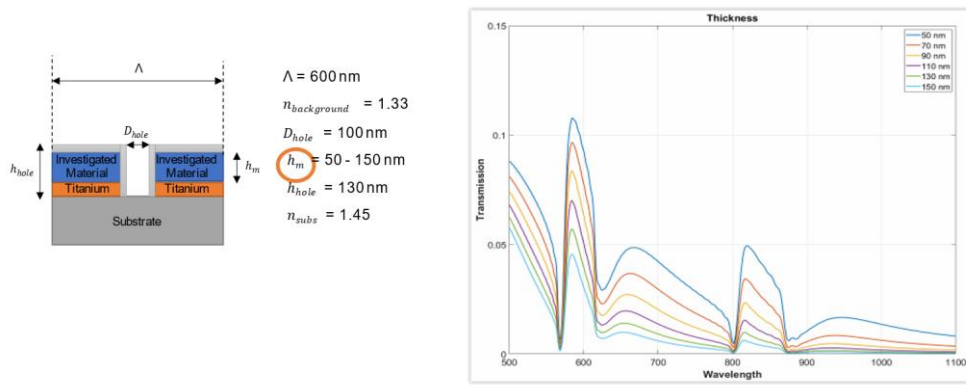 Λ
D_hole
h_hole
Investigated Material
Investigated Material
h_m
Titanium
Titanium
Substrate
Λ = 600 nm
n_background = 1.33
D_hole = 100 nm
h_m = 50 - 150 nm
h_hole = 130 nm
n_subs = 1.45
Thickness
0.15
0.1
0.05
0
Transmission
50 nm
70 nm
90 nm
110 nm
130 nm
150 nm
500 600 700 800 900 1000 1100
Wavelength